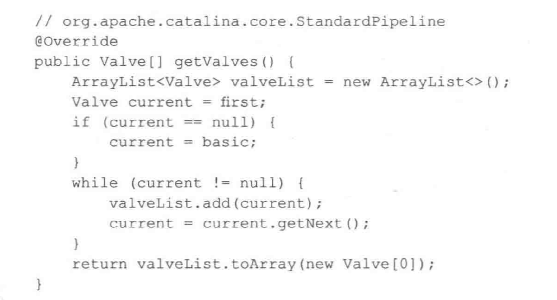 // org.apache.catalina.core.StandardPipeline
@Override
public Valve[] getValves() {
    ArrayList<Valve> valveList = new ArrayList<>();
    Valve current = first;
    if (current == null) {
        current = basic;
    }
    while (current != null) {
        valveList.add(current);
        current = current.getNext();
    }
    return valveList.toArray(new Valve[0]);
}